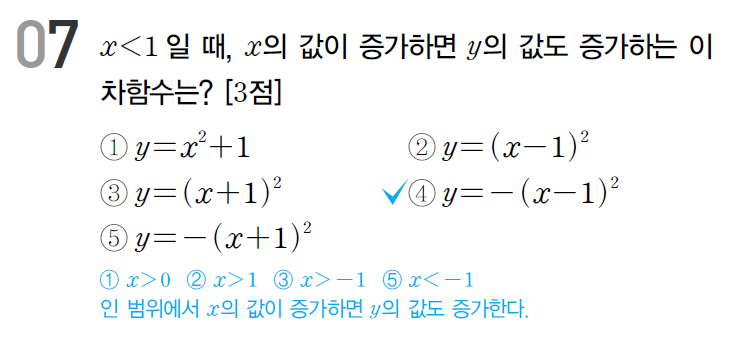 07 x<1일 때, x의 값이 증가하면 y의 값도 증가하는 이
차함수는? [3점]
① y=x²+1 ② y=(x-1)²
③ y=(x+1)² ④ y=-(x-1)²
⑤ y=-(x+1)²
① x>0 ② x>1 ③ x>-1 ⑤ x<-1
인 범위에서 x의 값이 증가하면 y의 값도 증가한다.